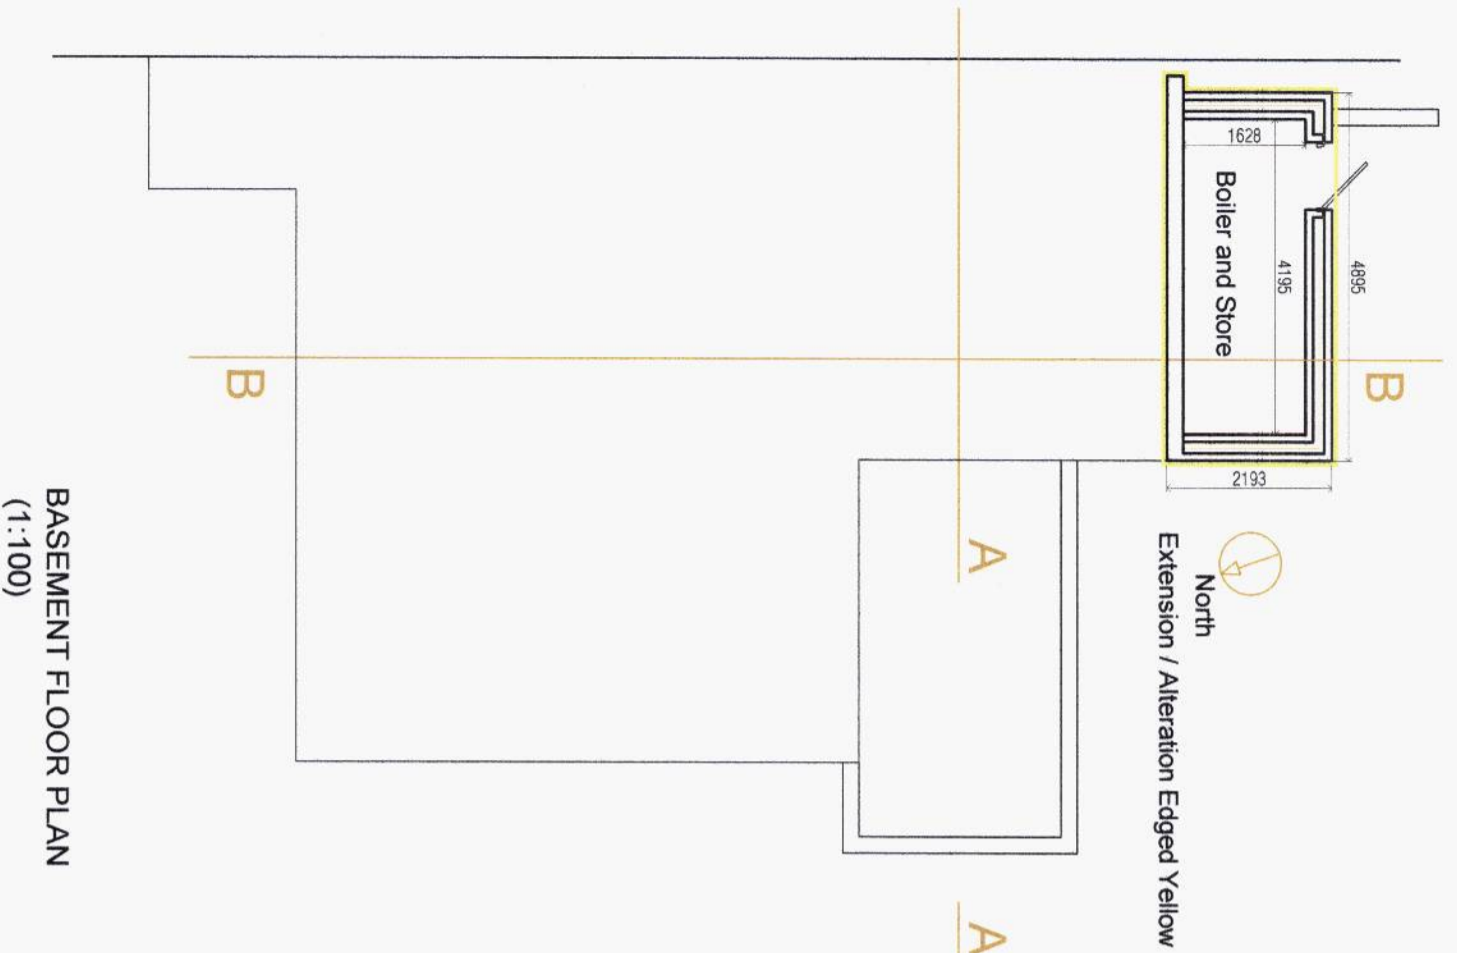 1628
Boiler and Store
4195
4895
B
B
2193
A
North
Extension / Alteration Edged Yellow
A
BASEMENT FLOOR PLAN
(1:100)